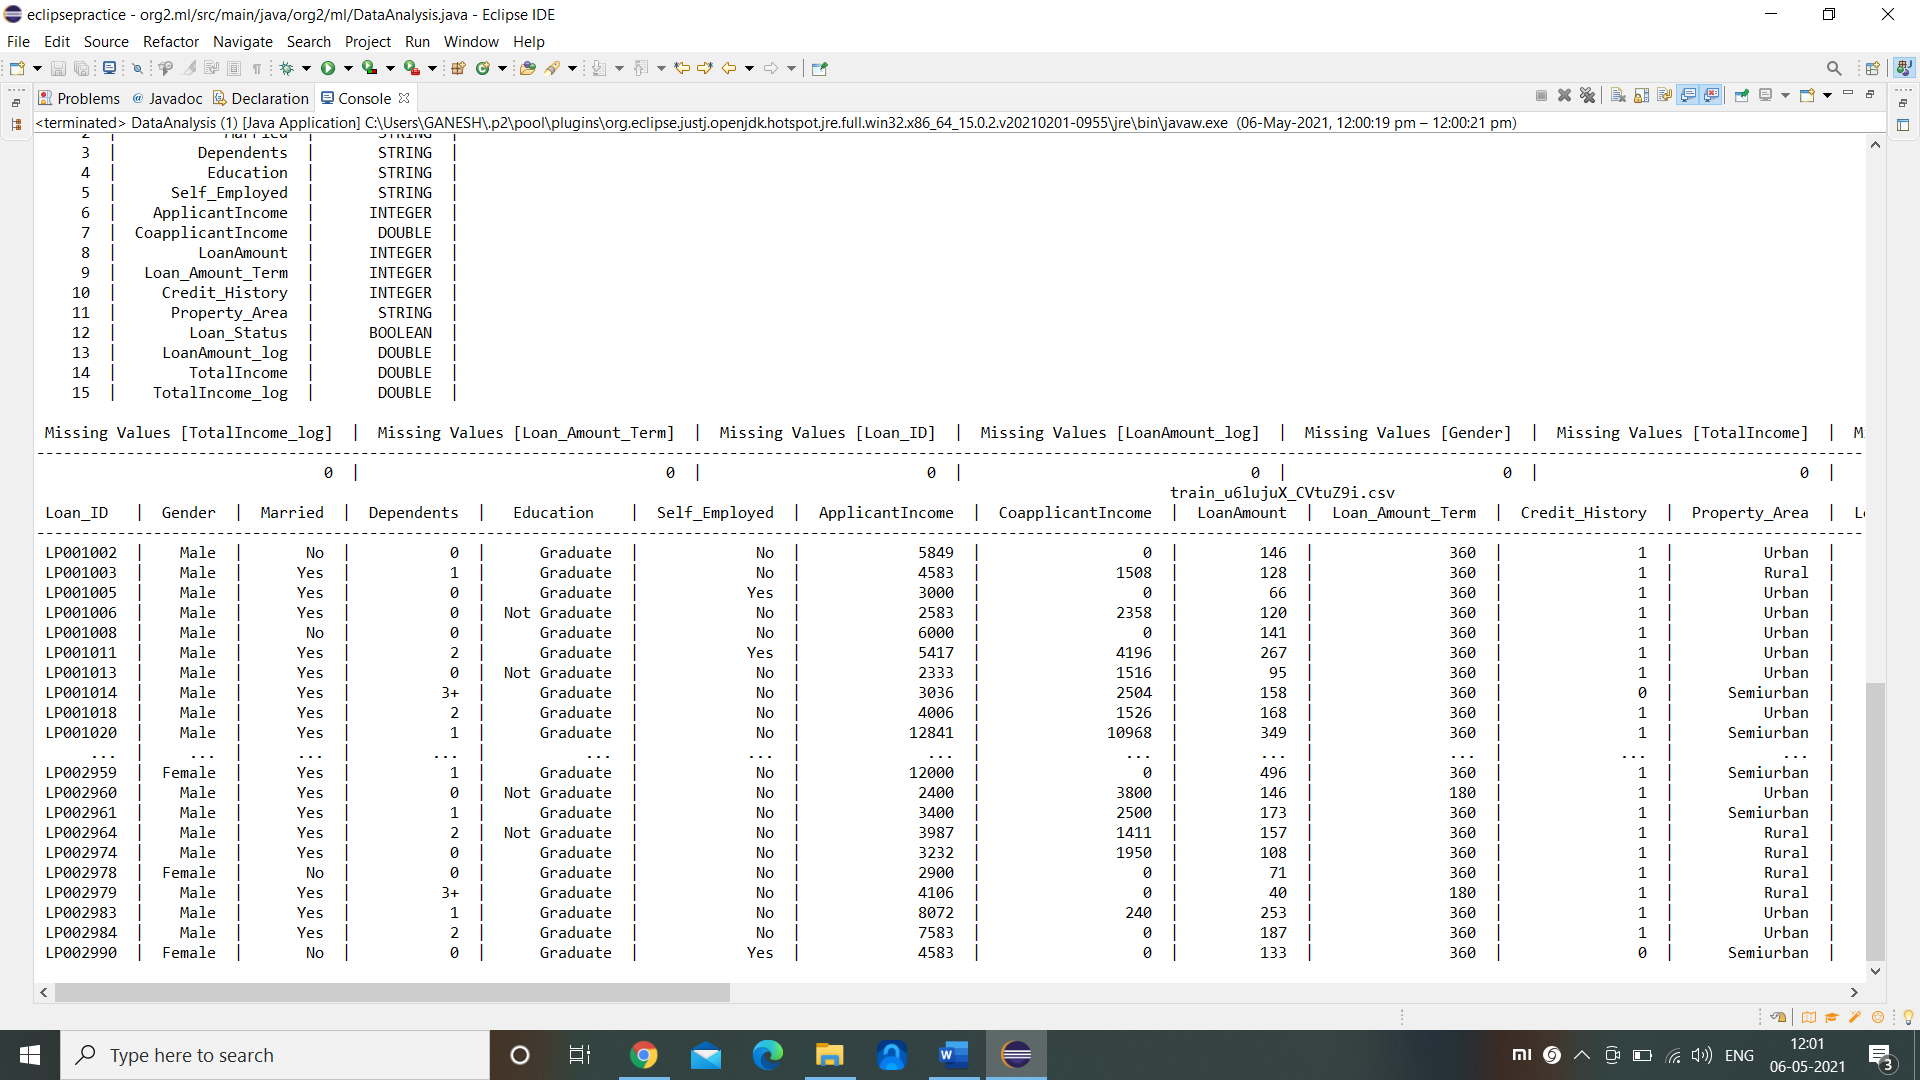 eclipsepractice - org2.ml/src/main/java/org2/ml/DataAnalysis.java - Eclipse IDE
File Edit Source Refactor Navigate Search Project Run Window Help
Problems @ Javadoc Declaration Console
<terminated> DataAnalysis (1) [Java Application] C:\Users\GANESH\.p2\pool\plugins\org.eclipse.justj.openjdk.hotspot.jre.full.win32.x86_64_15.0.2.v20210201-0955\jre\bin\javaw.exe (06-May-2021, 12:00:19 pm – 12:00:21 pm)
2 | Married | STRING |
3 | Dependents | STRING |
4 | Education | STRING |
5 | Self_Employed | STRING |
6 | ApplicantIncome | INTEGER |
7 | CoapplicantIncome | DOUBLE |
8 | LoanAmount | INTEGER |
9 | Loan_Amount_Term | INTEGER |
10 | Credit_History | INTEGER |
11 | Property_Area | STRING |
12 | Loan_Status | BOOLEAN |
13 | LoanAmount_log | DOUBLE |
14 | TotalIncome | DOUBLE |
15 | TotalIncome_log | DOUBLE |
Missing Values [TotalIncome_log] | Missing Values [Loan_Amount_Term] | Missing Values [Loan_ID] | Missing Values [LoanAmount_log] | Missing Values [Gender] | Missing Values [TotalIncome] | M
0 | 0 | 0 | 0 | 0 | 0 |
train_u6lujuX_CVtuZ9i.csv
Loan_ID | Gender | Married | Dependents | Education | Self_Employed | ApplicantIncome | CoapplicantIncome | LoanAmount | Loan_Amount_Term | Credit_History | Property_Area | L
LP001002 | Male | No | 0 | Graduate | No | 5849 | 0 | 146 | 360 | 1 | Urban |
LP001003 | Male | Yes | 1 | Graduate | No | 4583 | 1508 | 128 | 360 | 1 | Rural |
LP001005 | Male | Yes | 0 | Graduate | Yes | 3000 | 0 | 66 | 360 | 1 | Urban |
LP001006 | Male | Yes | 0 | Not Graduate | No | 2583 | 2358 | 120 | 360 | 1 | Urban |
LP001008 | Male | No | 0 | Graduate | No | 6000 | 0 | 141 | 360 | 1 | Urban |
LP001011 | Male | Yes | 2 | Graduate | Yes | 5417 | 4196 | 267 | 360 | 1 | Urban |
LP001013 | Male | Yes | 0 | Not Graduate | No | 2333 | 1516 | 95 | 360 | 1 | Urban |
LP001014 | Male | Yes | 3+ | Graduate | No | 3036 | 2504 | 158 | 360 | 0 | Semiurban |
LP001018 | Male | Yes | 2 | Graduate | No | 4006 | 1526 | 168 | 360 | 1 | Urban |
LP001020 | Male | Yes | 1 | Graduate | No | 12841 | 10968 | 349 | 360 | 1 | Semiurban |
... | ... | ... | ... | ... | ... | ... | ... | ... | ... | ... | ... |
LP002959 | Female | Yes | 1 | Graduate | No | 12000 | 0 | 496 | 360 | 1 | Semiurban |
LP002960 | Male | Yes | 0 | Not Graduate | No | 2400 | 3800 | 146 | 180 | 1 | Urban |
LP002961 | Male | Yes | 1 | Graduate | No | 3400 | 2500 | 173 | 360 | 1 | Semiurban |
LP002964 | Male | Yes | 2 | Not Graduate | No | 3987 | 1411 | 157 | 360 | 1 | Rural |
LP002974 | Male | Yes | 0 | Graduate | No | 3232 | 1950 | 108 | 360 | 1 | Rural |
LP002978 | Female | No | 0 | Graduate | No | 2900 | 0 | 71 | 360 | 1 | Rural |
LP002979 | Male | Yes | 3+ | Graduate | No | 4106 | 0 | 40 | 180 | 1 | Rural |
LP002983 | Male | Yes | 1 | Graduate | No | 8072 | 240 | 253 | 360 | 1 | Urban |
LP002984 | Male | Yes | 2 | Graduate | No | 7583 | 0 | 187 | 360 | 1 | Urban |
LP002990 | Female | No | 0 | Graduate | Yes | 4583 | 0 | 133 | 360 | 0 | Semiurban |
Type here to search
ENG
12:01
06-05-2021
3